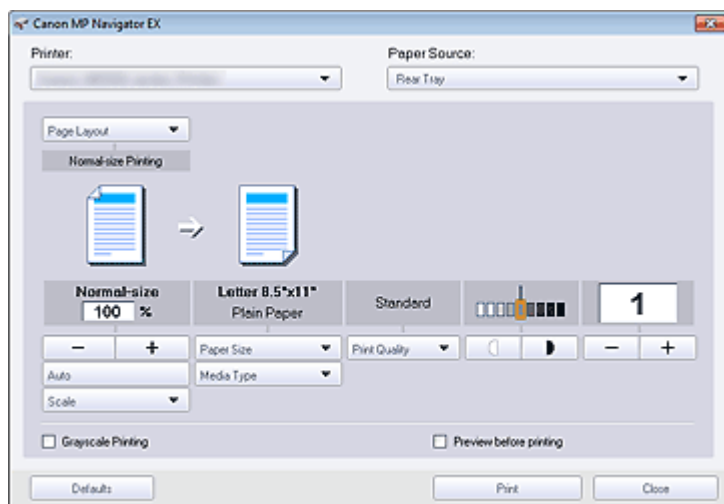 Canon MP Navigator EX
Printer:
Paper Source:
Rear Tray
Page Layout
Normal-size Printing
Normal-size
100 %
Letter 8.5"x11"
Plain Paper
Standard
1
Paper Size
Print Quality
Auto
Media Type
Scale
Grayscale Printing
Preview before printing
Defaults
Print
Close